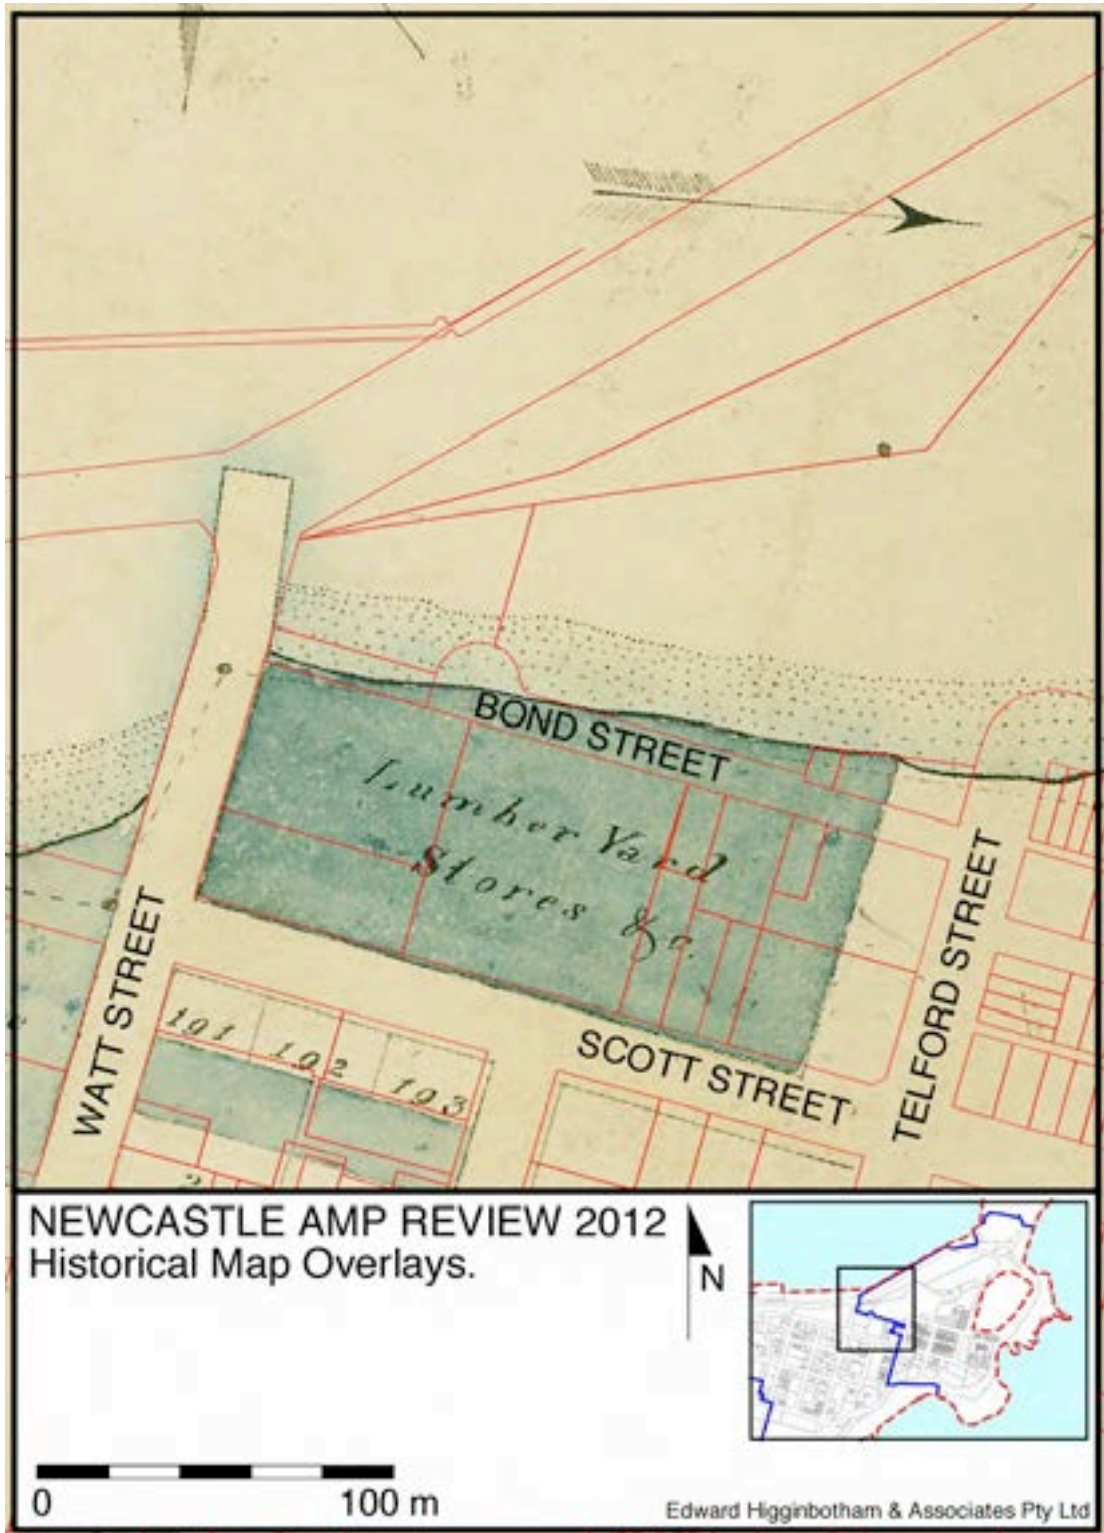 BOND STREET
Lumber Yard
Stores &c.
WATT STREET
TELFORD STREET
SCOTT STREET
191
192
193
NEWCASTLE AMP REVIEW 2012
Historical Map Overlays.
N
0 100 m
Edward Higginbotham & Associates Pty Ltd